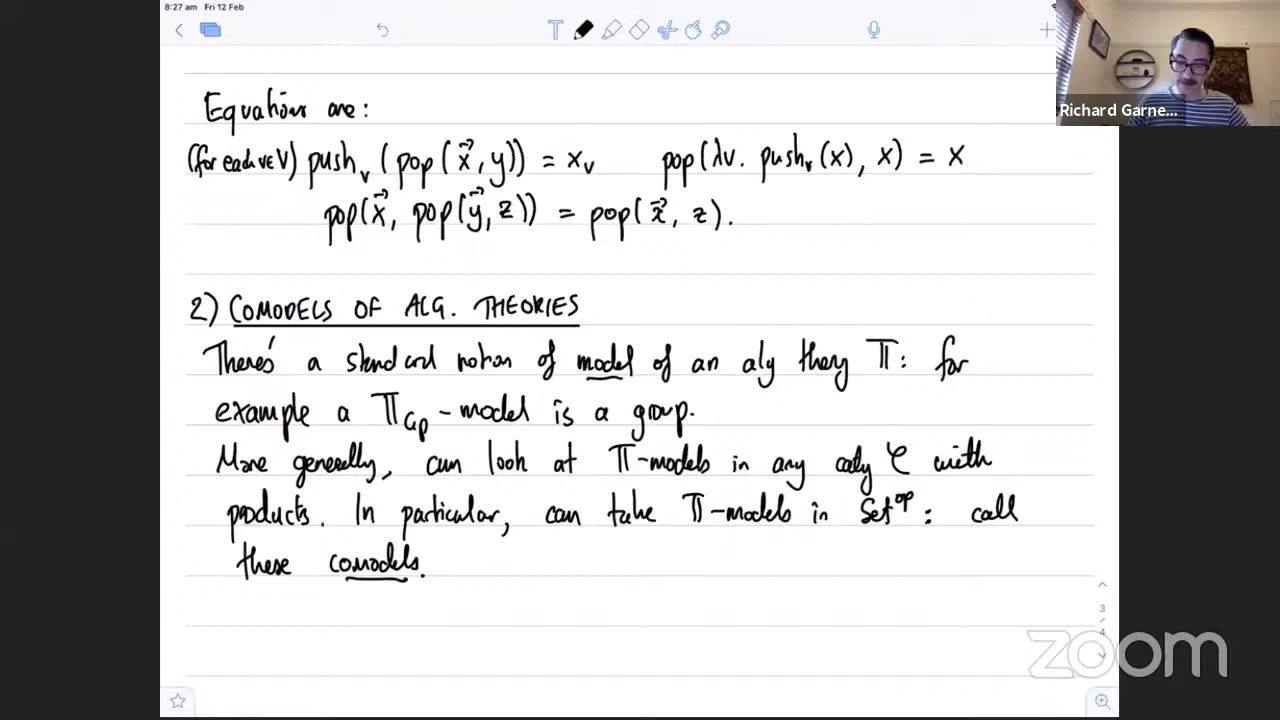 8:27 am Fri 12 Feb
Richard Garne...
Equations are:
(for each v∈V) push_v (pop(x⃗, y)) = x_v pop(λv. push_v(x), x) = x
pop(x⃗, pop(y⃗, z)) = pop(x⃗, z).
2) COMODELS OF ALG. THEORIES
There's a standard notion of model of an alg theory 𝕋: for
example a 𝕋_Gp-model is a group.
More generally, can look at 𝕋-models in any caty 𝒞 with
products. In particular, can take 𝕋-models in Set^op: call
these comodels.
3
4
zoom